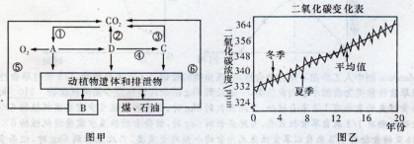 CO₂
二氧化碳变化表
① ② ③
O₂ A D C
④
⑤ ⑥
动植物遗体和排泄物
B 煤、石油
图甲
二氧化碳浓度/ppm
364
356
348
340
332
324
冬季
夏季
平均值
0 4 8 12 16 20
年份
图乙